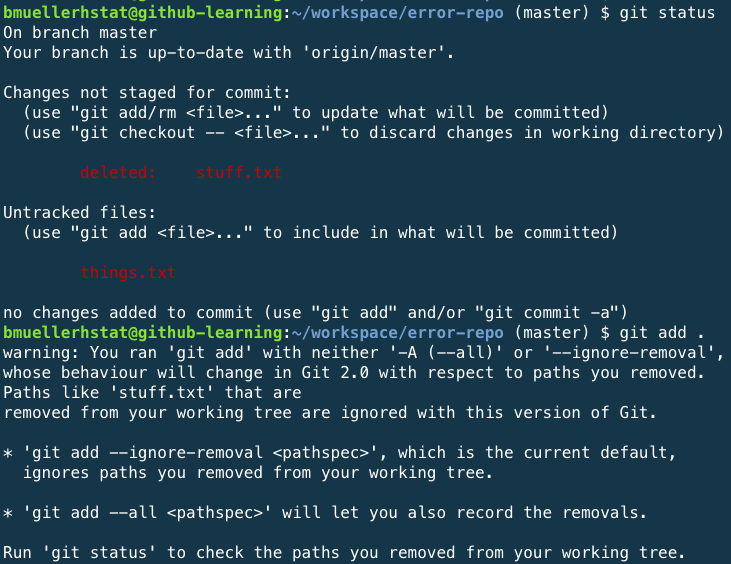 bmuellerhstat@github-learning:~/workspace/error-repo (master) $ git status
On branch master
Your branch is up-to-date with 'origin/master'.
Changes not staged for commit:
(use "git add/rm <file>..." to update what will be committed)
(use "git checkout -- <file>..." to discard changes in working directory)
deleted: stuff.txt
Untracked files:
(use "git add <file>..." to include in what will be committed)
things.txt
no changes added to commit (use "git add" and/or "git commit -a")
bmuellerhstat@github-learning:~/workspace/error-repo (master) $ git add .
warning: You ran 'git add' with neither '-A (--all)' or '--ignore-removal',
whose behaviour will change in Git 2.0 with respect to paths you removed.
Paths like 'stuff.txt' that are
removed from your working tree are ignored with this version of Git.
* 'git add --ignore-removal <pathspec>', which is the current default,
ignores paths you removed from your working tree.
* 'git add --all <pathspec>' will let you also record the removals.
Run 'git status' to check the paths you removed from your working tree.